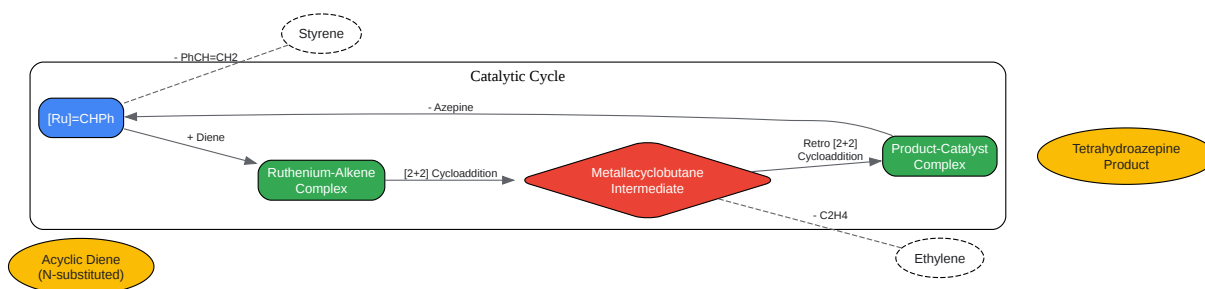 Styrene
- PhCH=CH2
Catalytic Cycle
[Ru]=CHPh
- Azepine
+ Diene
Ruthenium-Alkene
Complex
[2+2] Cycloaddition
Metallacyclobutane
Intermediate
Retro [2+2]
Cycloaddition
Product-Catalyst
Complex
Tetrahydroazepine
Product
- C2H4
Ethylene
Acyclic Diene
(N-substituted)